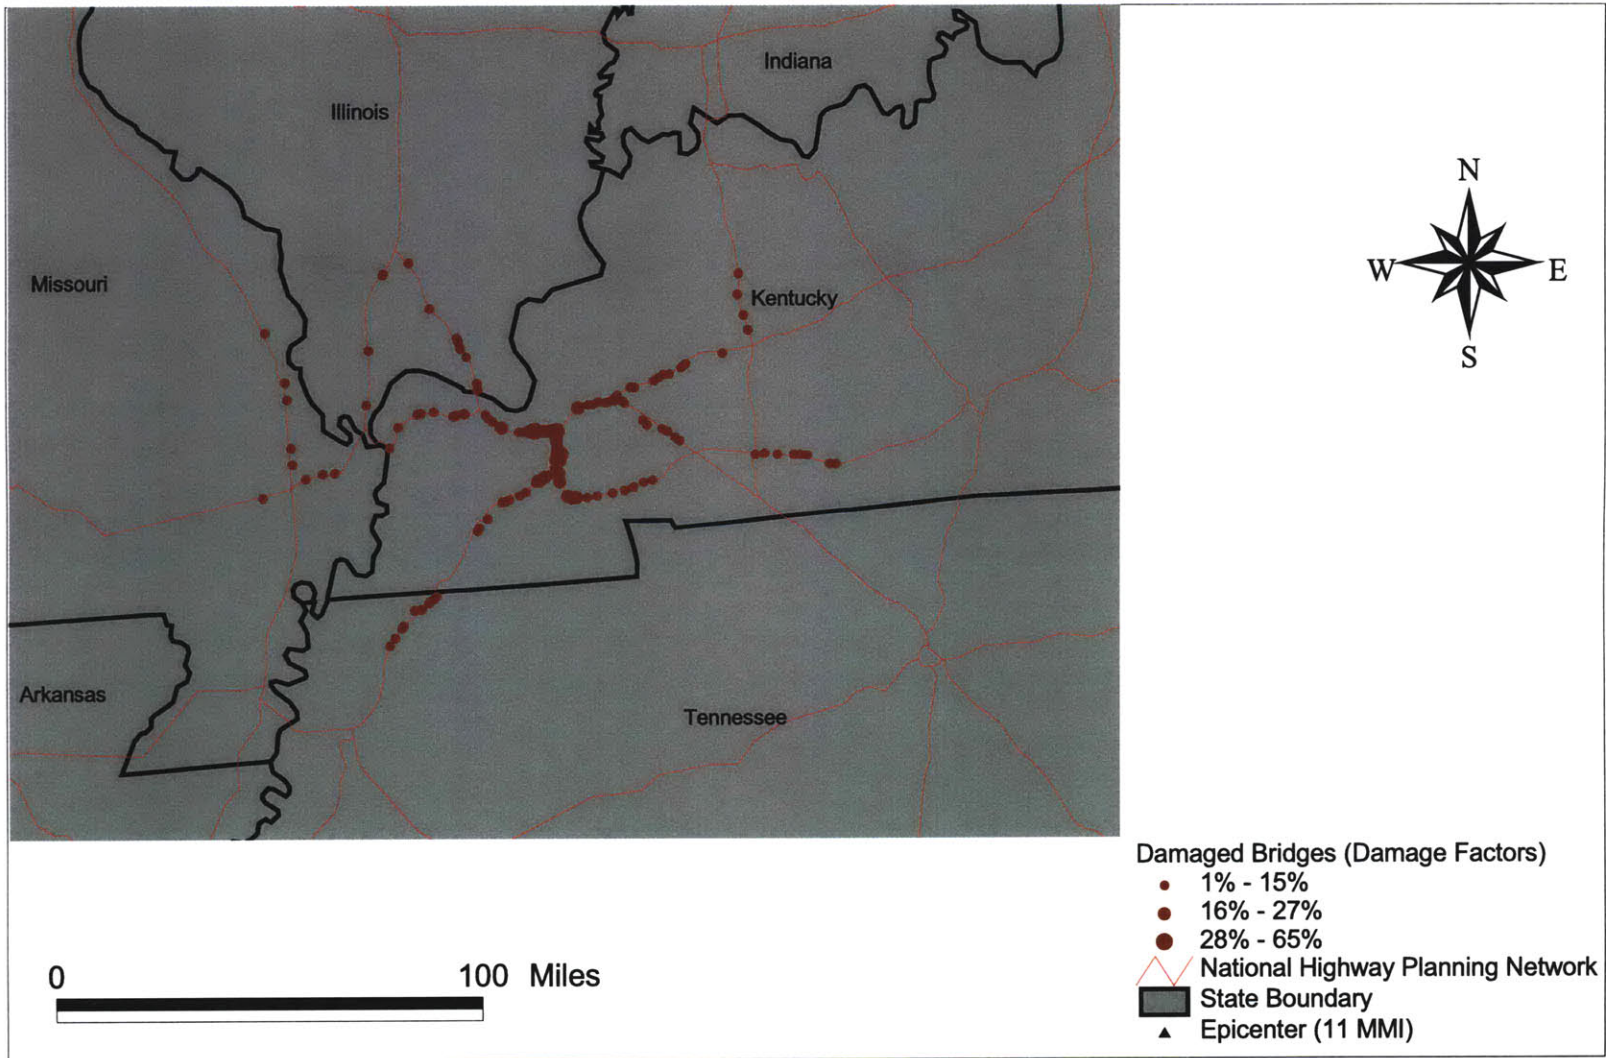 Indiana
Illinois
N
W
E
S
Missouri
Kentucky
Arkansas
Tennessee
Damaged Bridges (Damage Factors)
1% - 15%
16% - 27%
28% - 65%
National Highway Planning Network
State Boundary
Epicenter (11 MMI)
0 100 Miles